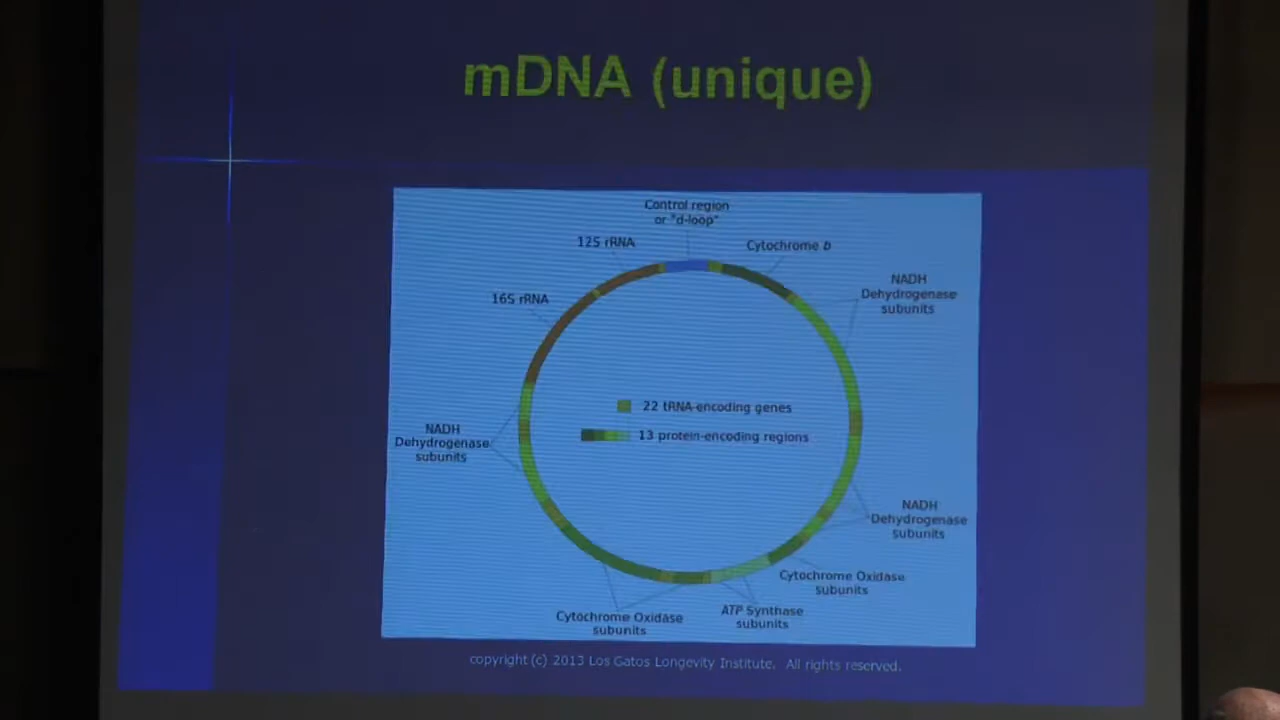 mDNA (unique)
Control region
or "d-loop"
12S rRNA
Cytochrome b
16S rRNA
NADH
Dehydrogenase
subunits
22 tRNA-encoding genes
13 protein-encoding regions
NADH
Dehydrogenase
subunits
NADH
Dehydrogenase
subunits
Cytochrome Oxidase
subunits
ATP Synthase
subunits
Cytochrome Oxidase
subunits
copyright (c) 2013 Los Gatos Longevity Institute. All rights reserved.